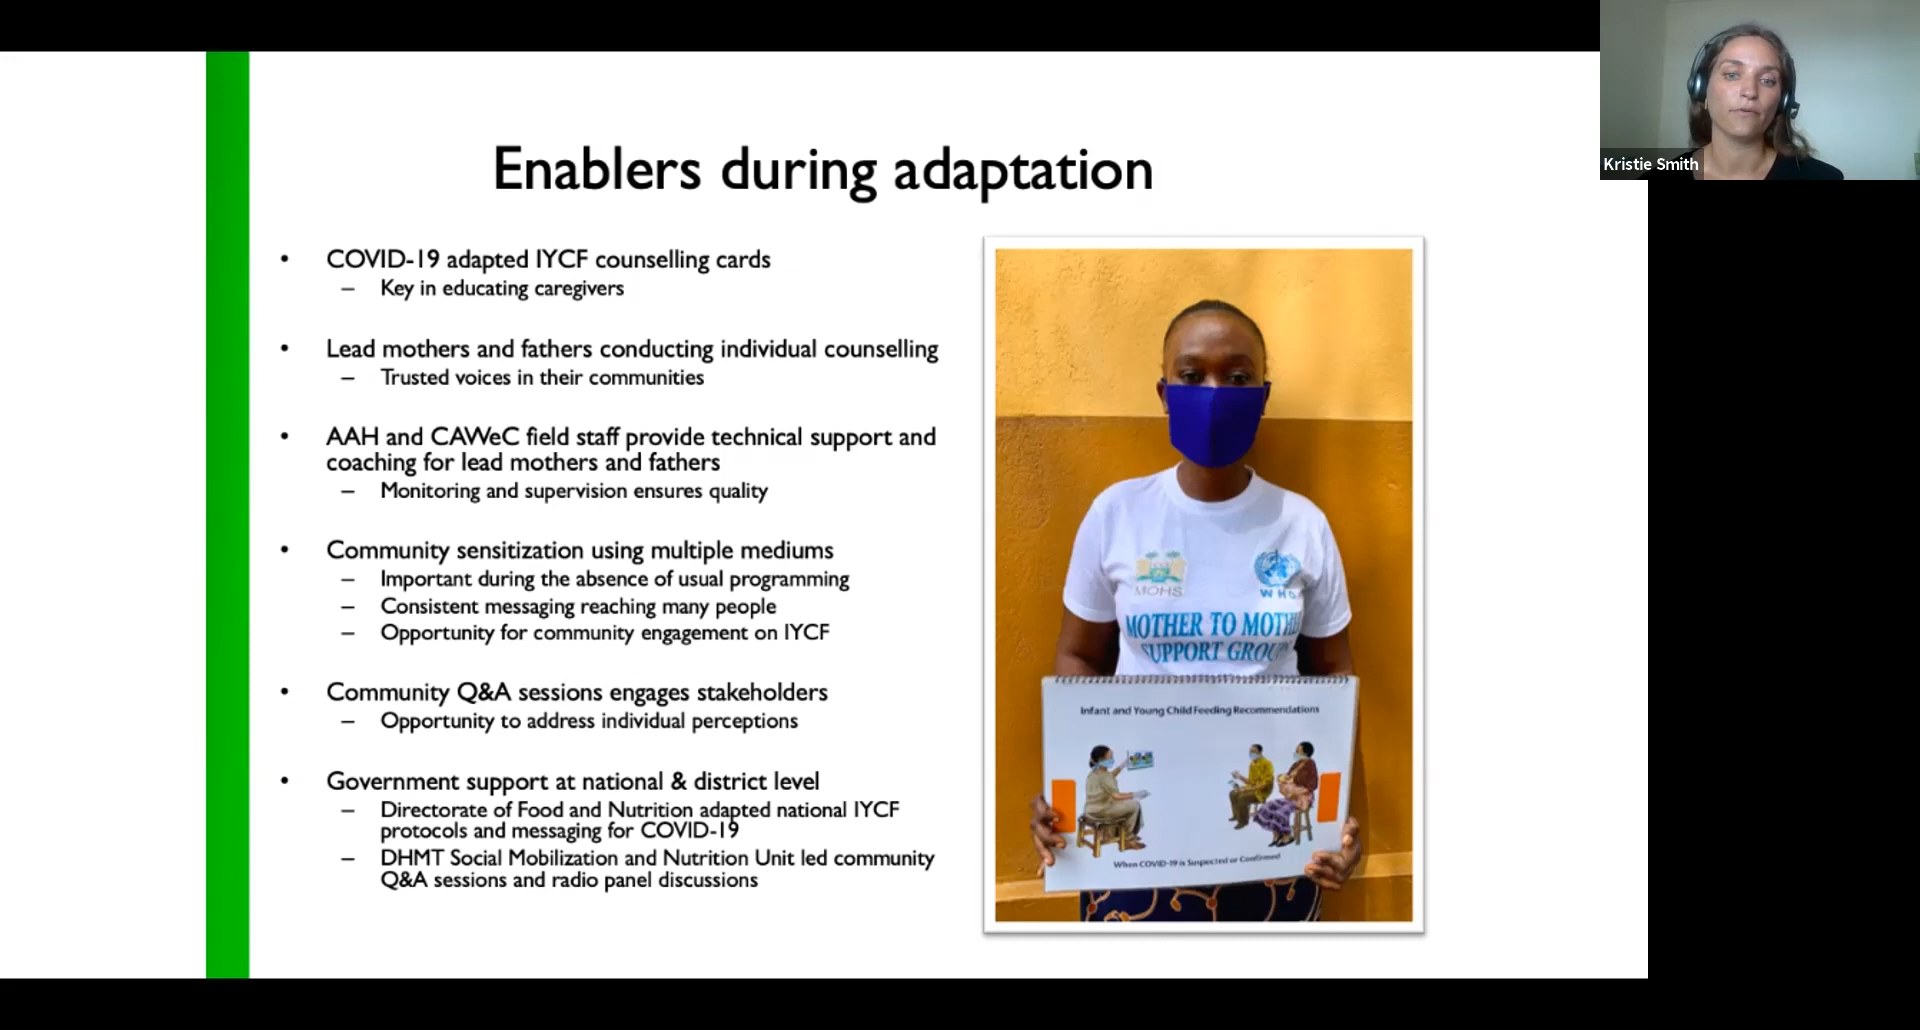 Kristie Smith
Enablers during adaptation
• COVID-19 adapted IYCF counselling cards
– Key in educating caregivers
• Lead mothers and fathers conducting individual counselling
– Trusted voices in their communities
• AAH and CAWeC field staff provide technical support and
coaching for lead mothers and fathers
– Monitoring and supervision ensures quality
• Community sensitization using multiple mediums
– Important during the absence of usual programming
– Consistent messaging reaching many people
– Opportunity for community engagement on IYCF
• Community Q&A sessions engages stakeholders
– Opportunity to address individual perceptions
• Government support at national & district level
– Directorate of Food and Nutrition adapted national IYCF
protocols and messaging for COVID-19
– DHMT Social Mobilization and Nutrition Unit led community
Q&A sessions and radio panel discussions
MOHS
WHO
MOTHER TO MOTHE
SUPPORT GROUP
Infant and Young Child Feeding Recommendations
When COVID-19 is Suspected or Confirmed